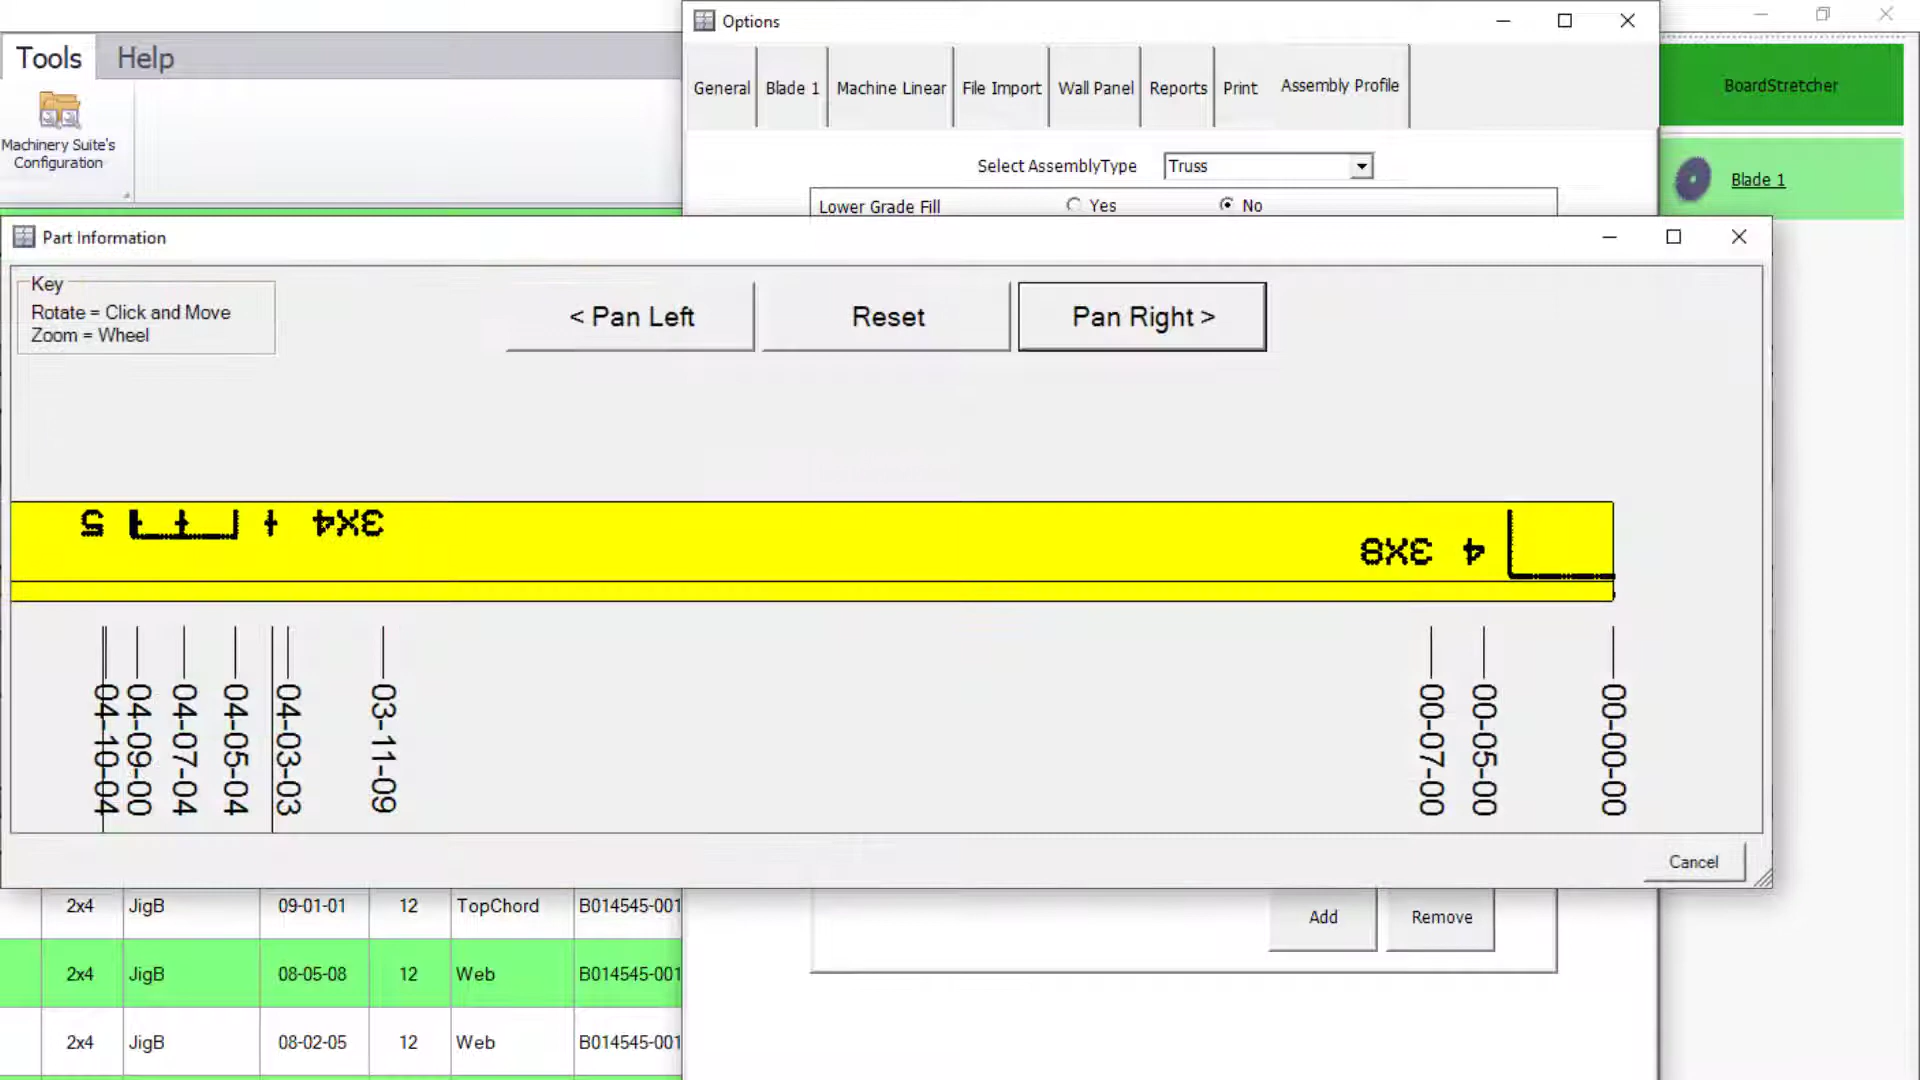 Options
Tools
Help
General
Blade 1
Machine Linear
File Import
Wall Panel
Reports
Print
Assembly Profile
BoardStretcher
Machinery Suite's
Configuration
Select AssemblyType
Truss
Blade 1
Lower Grade Fill
Yes
No
Part Information
Key
Rotate = Click and Move
Zoom = Wheel
< Pan Left
Reset
Pan Right >
5
3X4
3X8
4
04-10-04
04-09-00
04-07-04
04-05-04
04-03-03
03-11-09
00-07-00
00-05-00
00-00-00
Cancel
2x4 JigB 09-01-01 12 TopChord B014545-001
Add
Remove
2x4 JigB 08-05-08 12 Web B014545-001
2x4 JigB 08-02-05 12 Web B014545-001